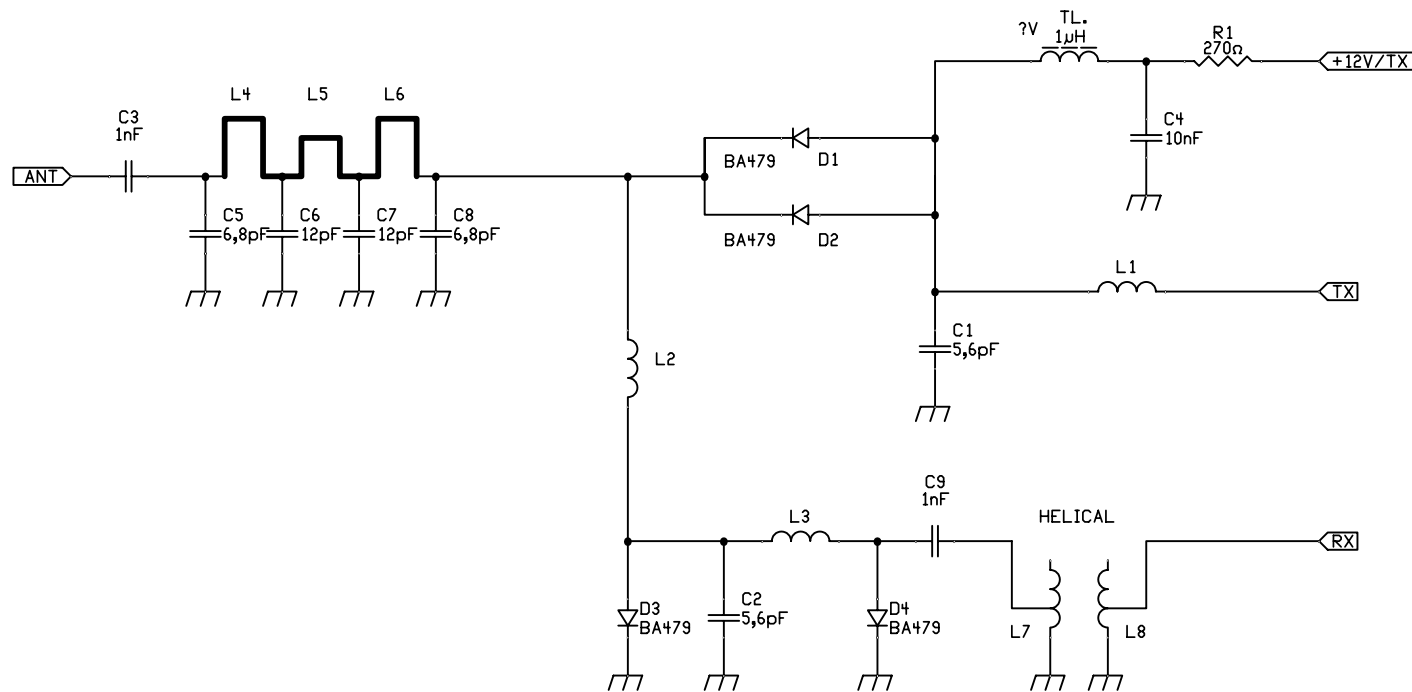 ?V
TL.
1µH
R1
270Ω
+12V/TX
L4
L5
L6
C3
1nF
C4
10nF
ANT
BA479
D1
C5
6,8pF
C6
12pF
C7
12pF
C8
6,8pF
BA479
D2
L1
TX
C1
5,6pF
L2
C9
1nF
L3
HELICAL
RX
D3
BA479
C2
5,6pF
D4
BA479
L7
L8